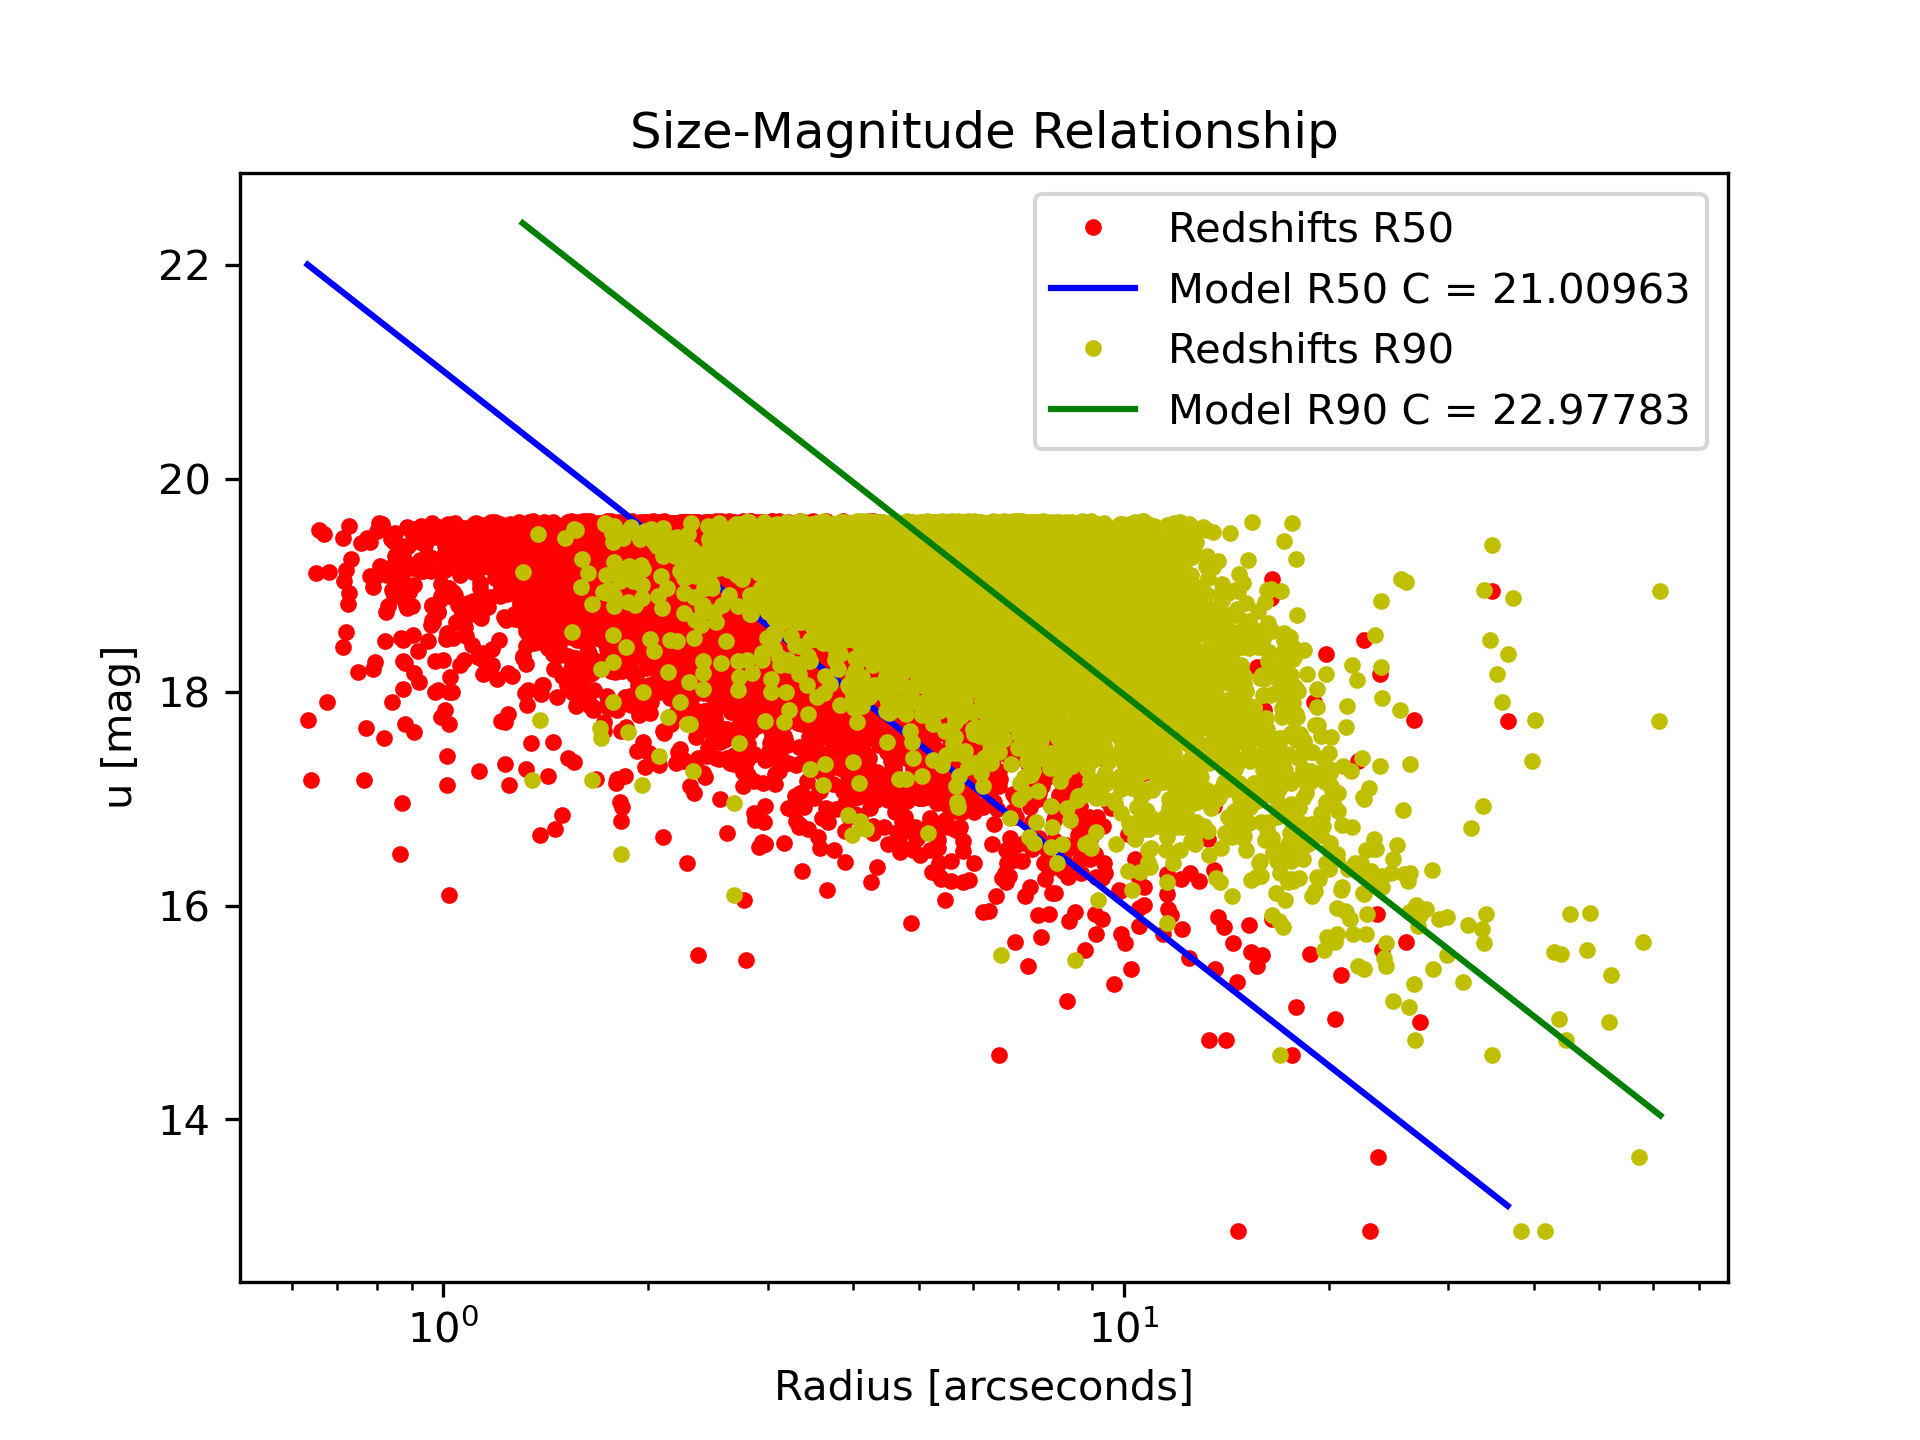 Size-Magnitude Relationship
Redshifts R50
Model R50 C = 21.00963
Redshifts R90
Model R90 C = 22.97783
22
20
18
16
14
u [mag]
10⁰ 10¹
Radius [arcseconds]